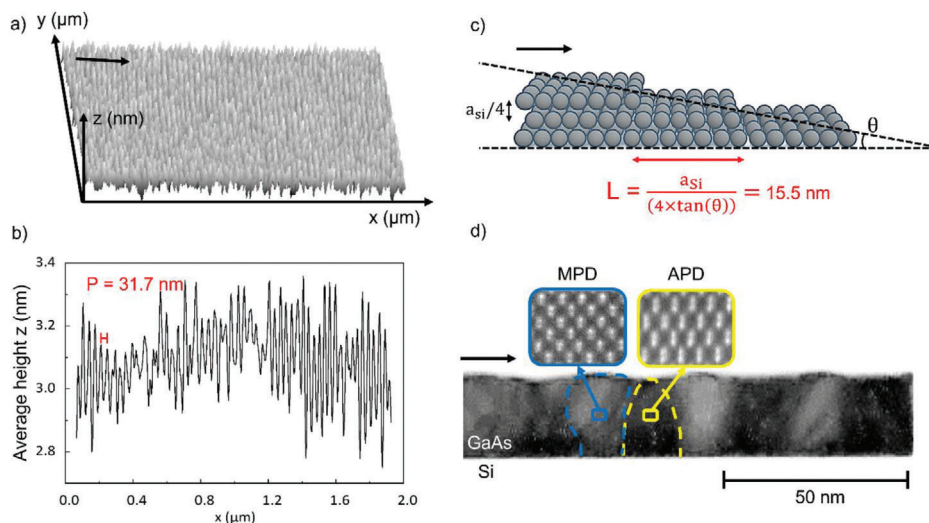 a)
y (µm)
z (nm)
x (µm)
b)
Average height z (nm)
3.4
3.2
3.0
2.8
P = 31.7 nm
0.0 0.4 0.8 1.2 1.6 2.0
x (µm)
c)
a_Si/4
θ
L = a_Si / (4×tan(θ)) = 15.5 nm
d)
MPD APD
GaAs
Si
50 nm